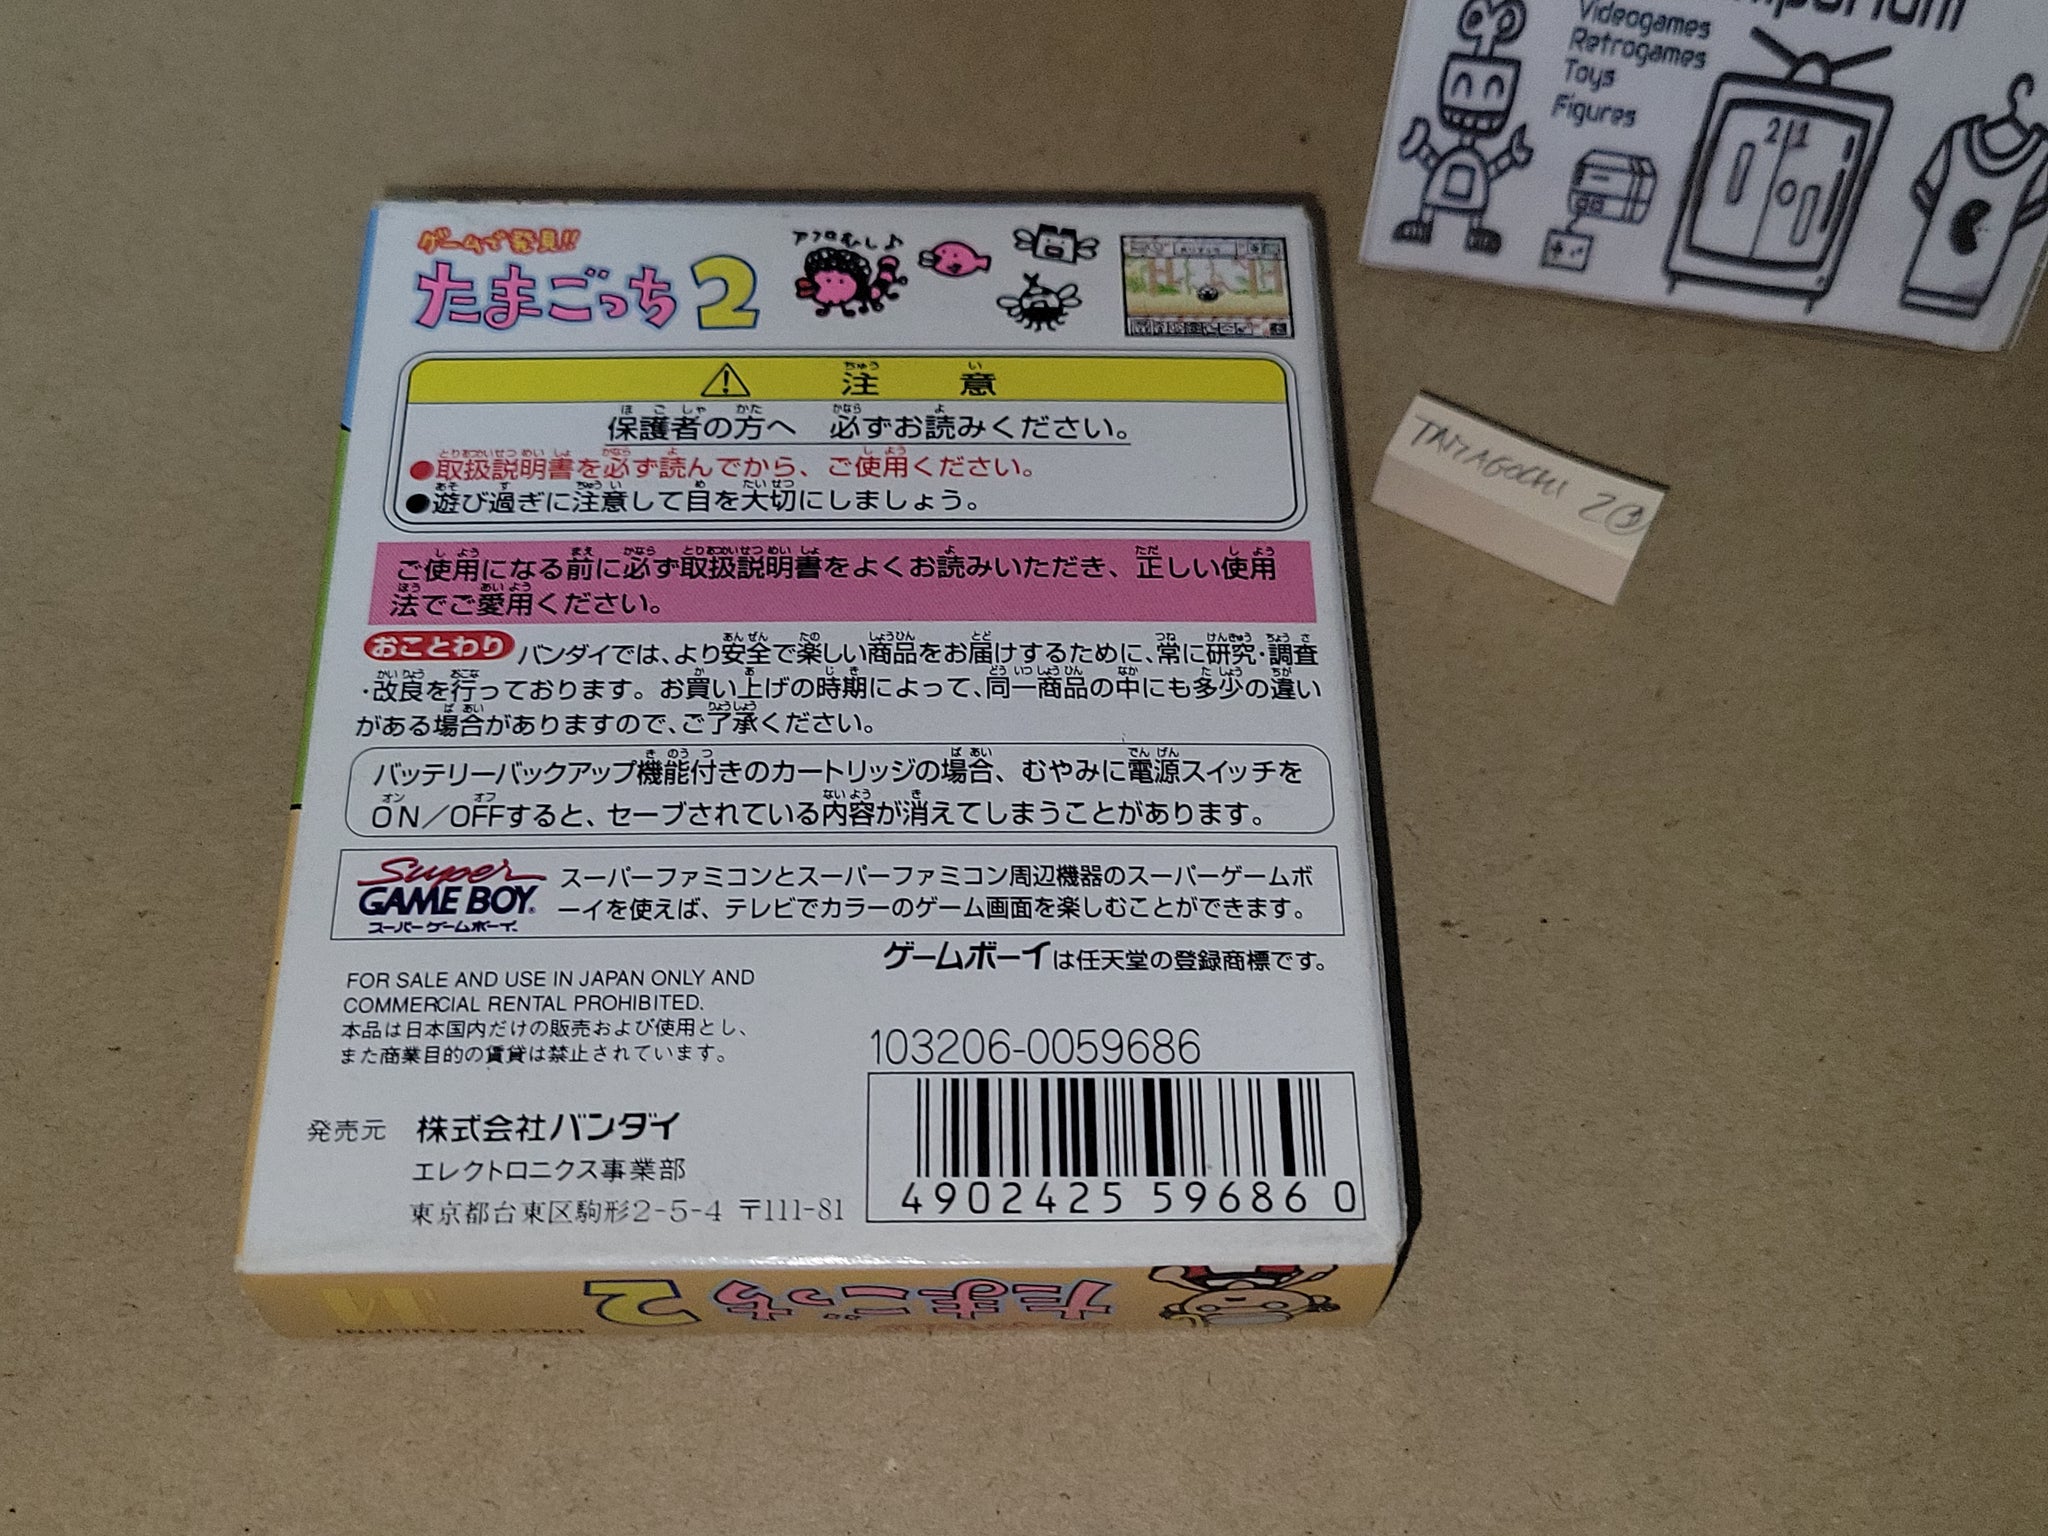 ゲームで発見!!
たまごっち2
アフロむし♪
注意
保護者の方へ 必ずお読みください。
●取扱説明書を必ず読んでから、ご使用ください。
●遊び過ぎに注意して目を大切にしましょう。
ご使用になる前に必ず取扱説明書をよくお読みいただき、正しい使用
法でご愛用ください。
おことわり バンダイでは、より安全で楽しい商品をお届けするために、常に研究・調査
・改良を行っております。お買い上げの時期によって、同一商品の中にも多少の違い
がある場合がありますので、ご了承ください。
バッテリーバックアップ機能付きのカートリッジの場合、むやみに電源スイッチを
ON/OFFすると、セーブされている内容が消えてしまうことがあります。
Super
GAME BOY
スーパーゲームボーイ
スーパーファミコンとスーパーファミコン周辺機器のスーパーゲームボ
ーイを使えば、テレビでカラーのゲーム画面を楽しむことができます。
ゲームボーイは任天堂の登録商標です。
FOR SALE AND USE IN JAPAN ONLY AND
COMMERCIAL RENTAL PROHIBITED.
本品は日本国内だけの販売および使用とし、
また商業目的の賃貸は禁止されています。
103206-0059686
発売元 株式会社バンダイ
エレクトロニクス事業部
東京都台東区駒形2-5-4 〒111-81
4902425 596860
たまごっち2
Videogames
Retrogames
Toys
Figures
21
TAMAGOCHI 2